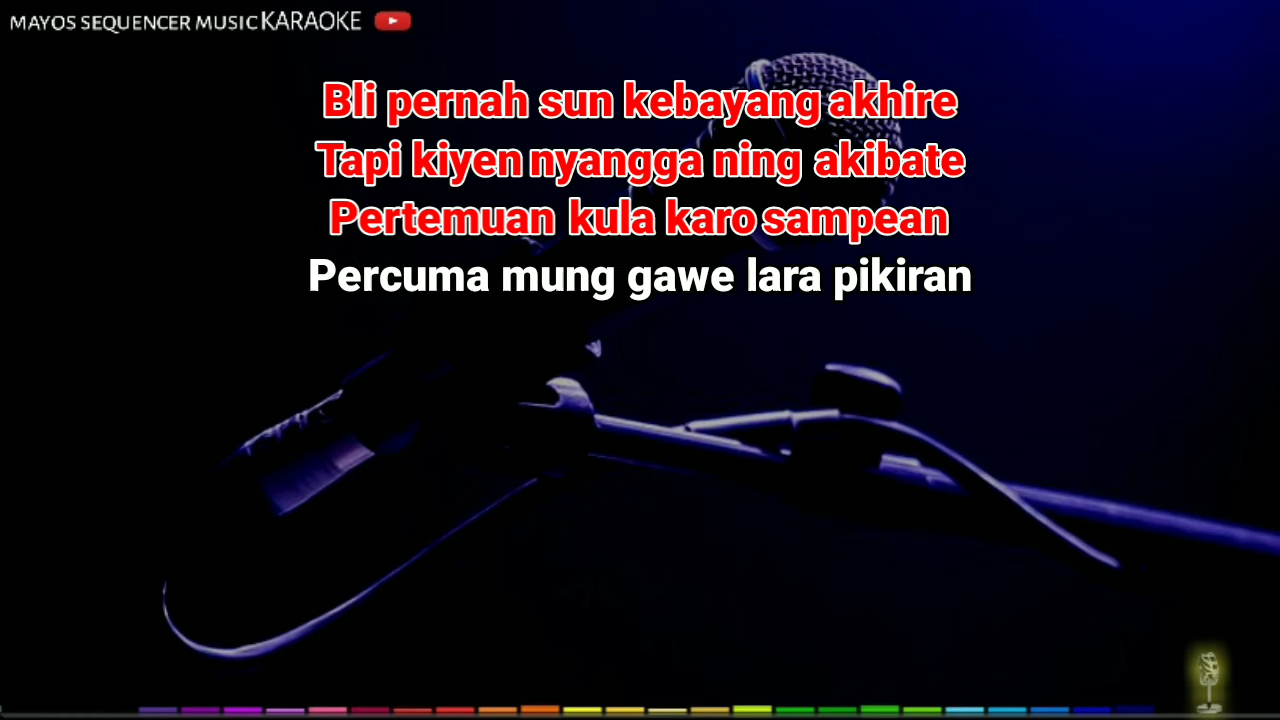 MAYOS SEQUENCER MUSIC KARAOKE
Bli pernah sun kebayang akhire
Tapi kiyen nyangga ning akibate
Pertemuan kula karo sampean
Percuma mung gawe lara pikiran